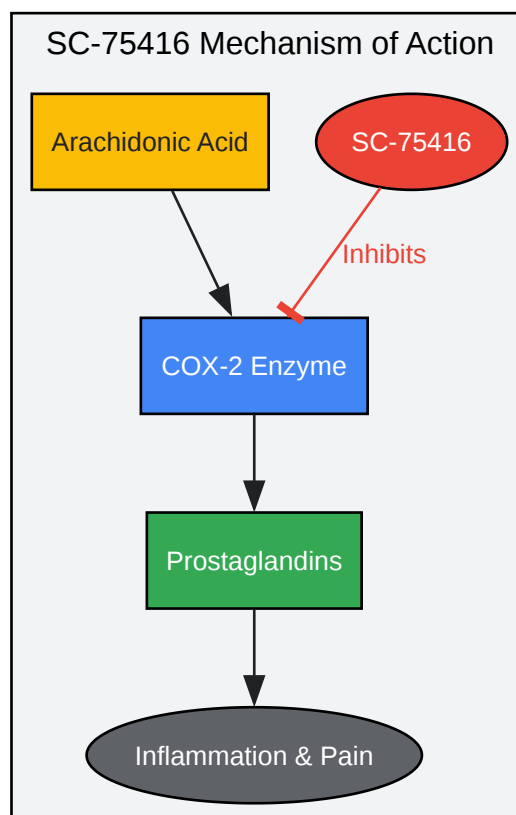 SC-75416 Mechanism of Action
Arachidonic Acid
SC-75416
Inhibits
COX-2 Enzyme
Prostaglandins
Inflammation & Pain